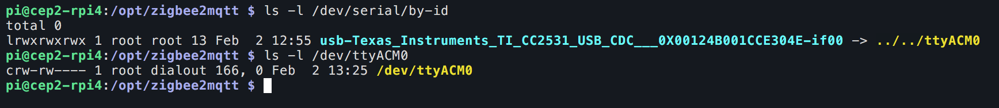 pi@cep2-rpi4:/opt/zigbee2mqtt $ ls -l /dev/serial/by-id
total 0
lrwxrwxrwx 1 root root 13 Feb  2 12:55 usb-Texas_Instruments_TI_CC2531_USB_CDC___0X00124B001CCE304E-if00 -> ../../ttyACM0
pi@cep2-rpi4:/opt/zigbee2mqtt $ ls -l /dev/ttyACM0
crw-rw---- 1 root dialout 166, 0 Feb  2 13:25 /dev/ttyACM0
pi@cep2-rpi4:/opt/zigbee2mqtt $